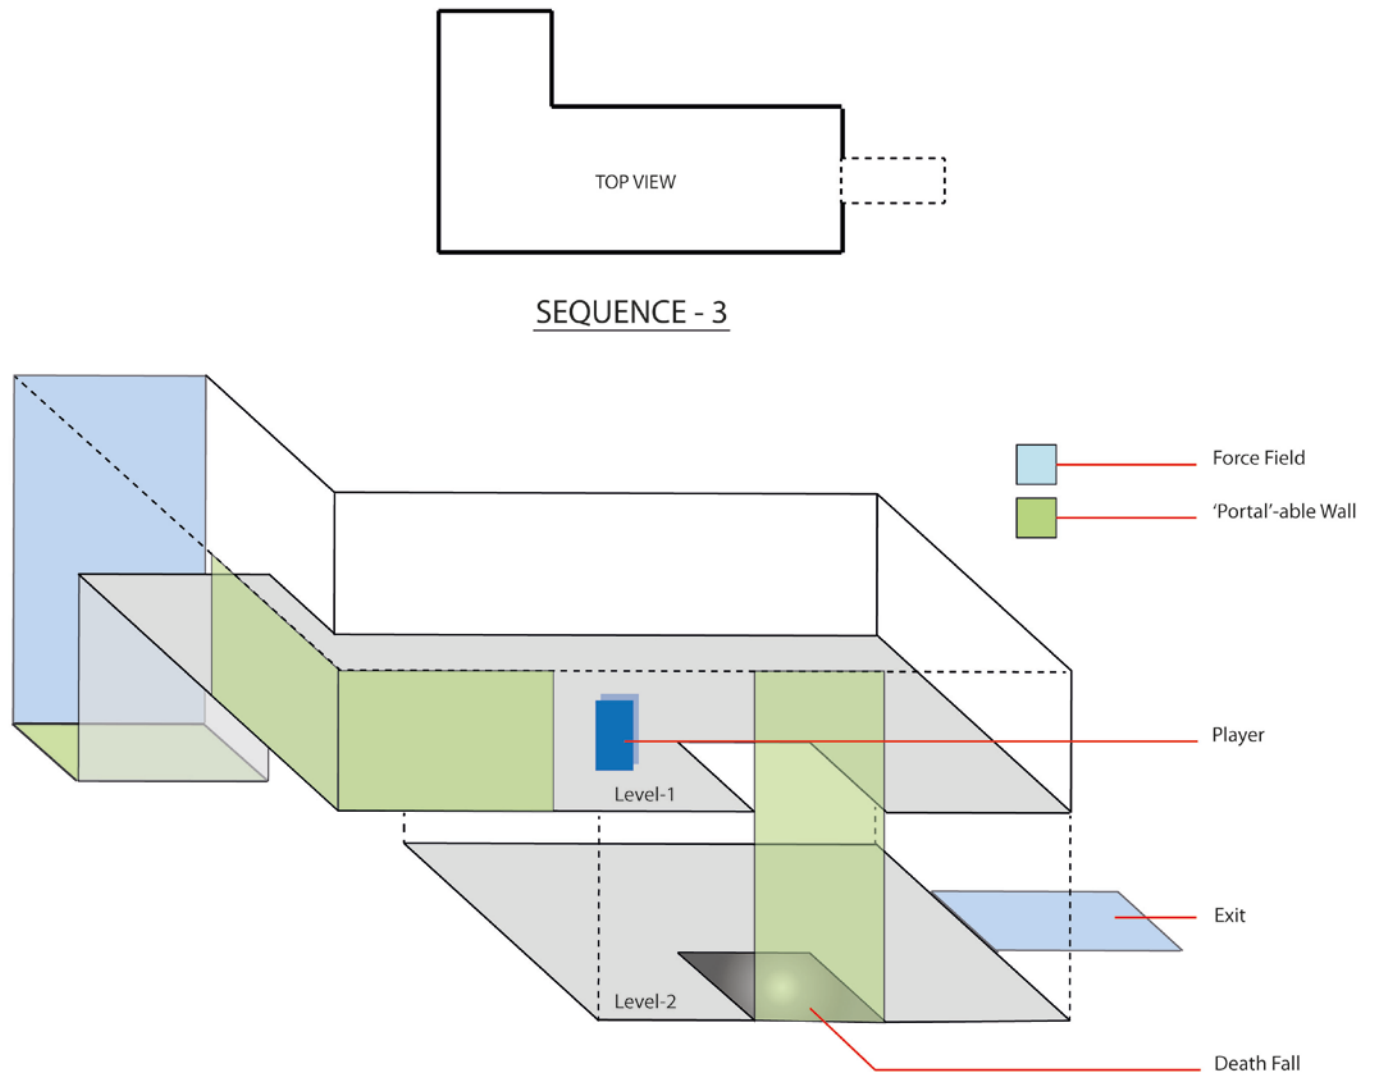 TOP VIEW
SEQUENCE - 3
Force Field
‘Portal’-able Wall
Player
Level-1
Exit
Level-2
Death Fall